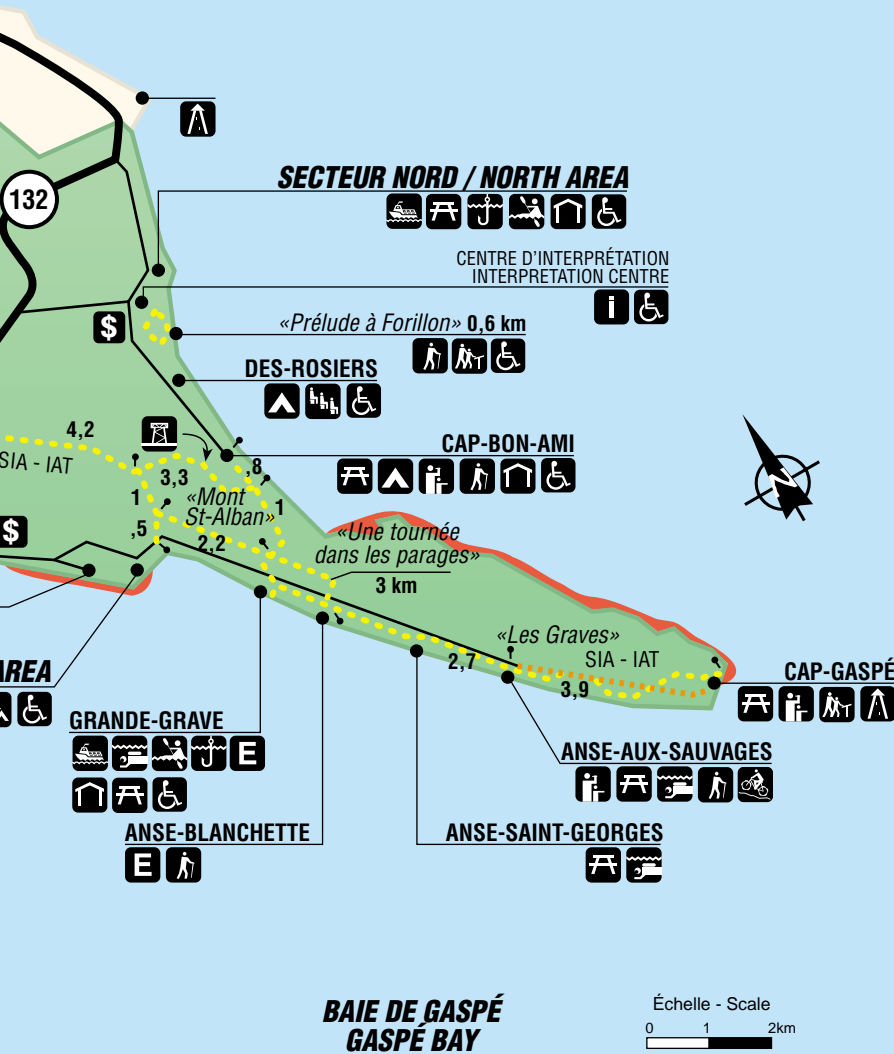 132
SECTEUR NORD / NORTH AREA
CENTRE D'INTERPRÉTATION
INTERPRETATION CENTRE
i
$
«Prélude à Forillon» 0,6 km
DES-ROSIERS
4,2
SIA - IAT
CAP-BON-AMI
,8
3,3
1
«Mont
St-Alban»
1
N
$
,5
2,2
«Une tournée
dans les parages»
3 km
«Les Graves»
SIA - IAT
2,7
3,9
AREA
CAP-GASPÉ
GRANDE-GRAVE
E
ANSE-AUX-SAUVAGES
ANSE-BLANCHETTE
E
ANSE-SAINT-GEORGES
BAIE DE GASPÉ
GASPÉ BAY
Échelle - Scale
0 1 2km